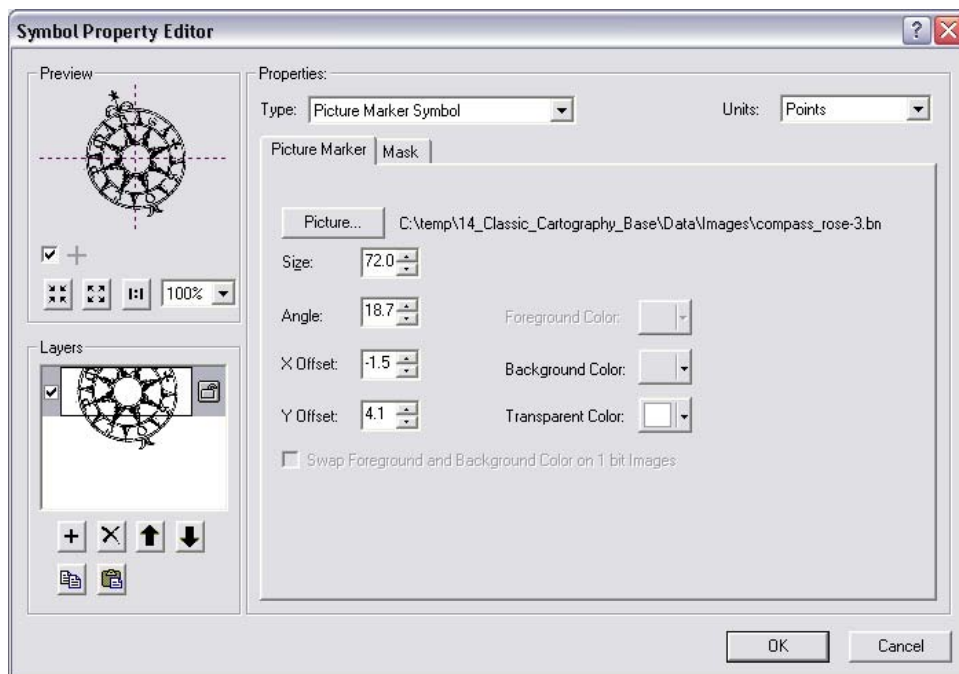 Symbol Property Editor
Preview
100%
Layers
Properties:
Type: Picture Marker Symbol Units: Points
Picture Marker Mask
Picture... C:\temp\14_Classic_Cartography_Base\Data\Images\compass_rose-3.bn
Size: 72.0
Angle: 18.7 Foreground Color:
X Offset: -1.5 Background Color:
Y Offset: 4.1 Transparent Color:
Swap Foreground and Background Color on 1 bit Images
OK Cancel